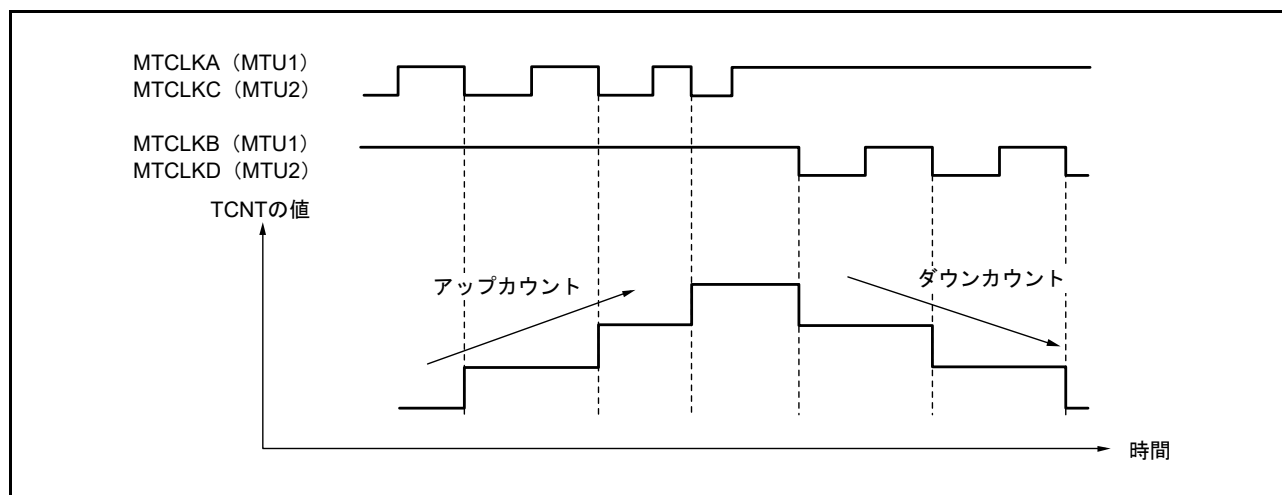 MTCLKA（MTU1）
MTCLKC（MTU2）
MTCLKB（MTU1）
MTCLKD（MTU2）
TCNTの値
アップカウント
ダウンカウント
時間